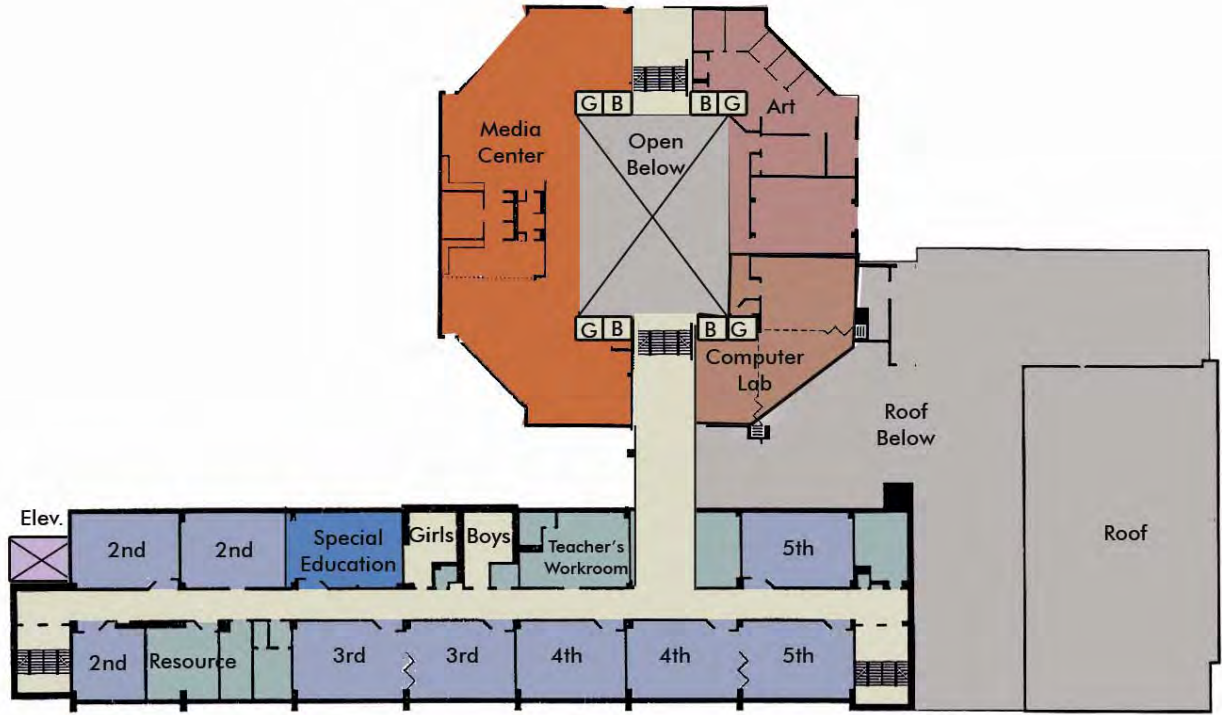 G B
B G
Art
Media
Center
Open
Below
G B
B G
Computer
Lab
Roof
Below
Roof
Elev.
2nd
2nd
Special
Education
Girls
Boys
Teacher's
Workroom
5th
2nd
Resource
3rd
3rd
4th
4th
5th